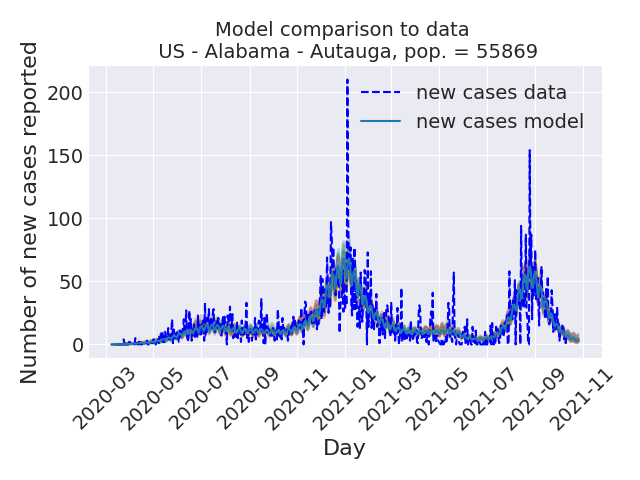 Model comparison to data
US - Alabama - Autauga, pop. = 55869
Number of new cases reported
200
150
100
50
0
new cases data
new cases model
2020-03
2020-05
2020-07
2020-09
2020-11
2021-01
2021-03
2021-05
2021-07
2021-09
2021-11
Day